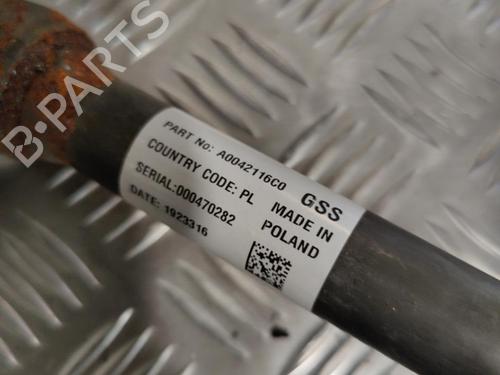 B-PARTS
PART No: A0042116C0
COUNTRY CODE: PL
SERIAL:000470282
DATE: 1923316
GSS
MADE IN
POLAND